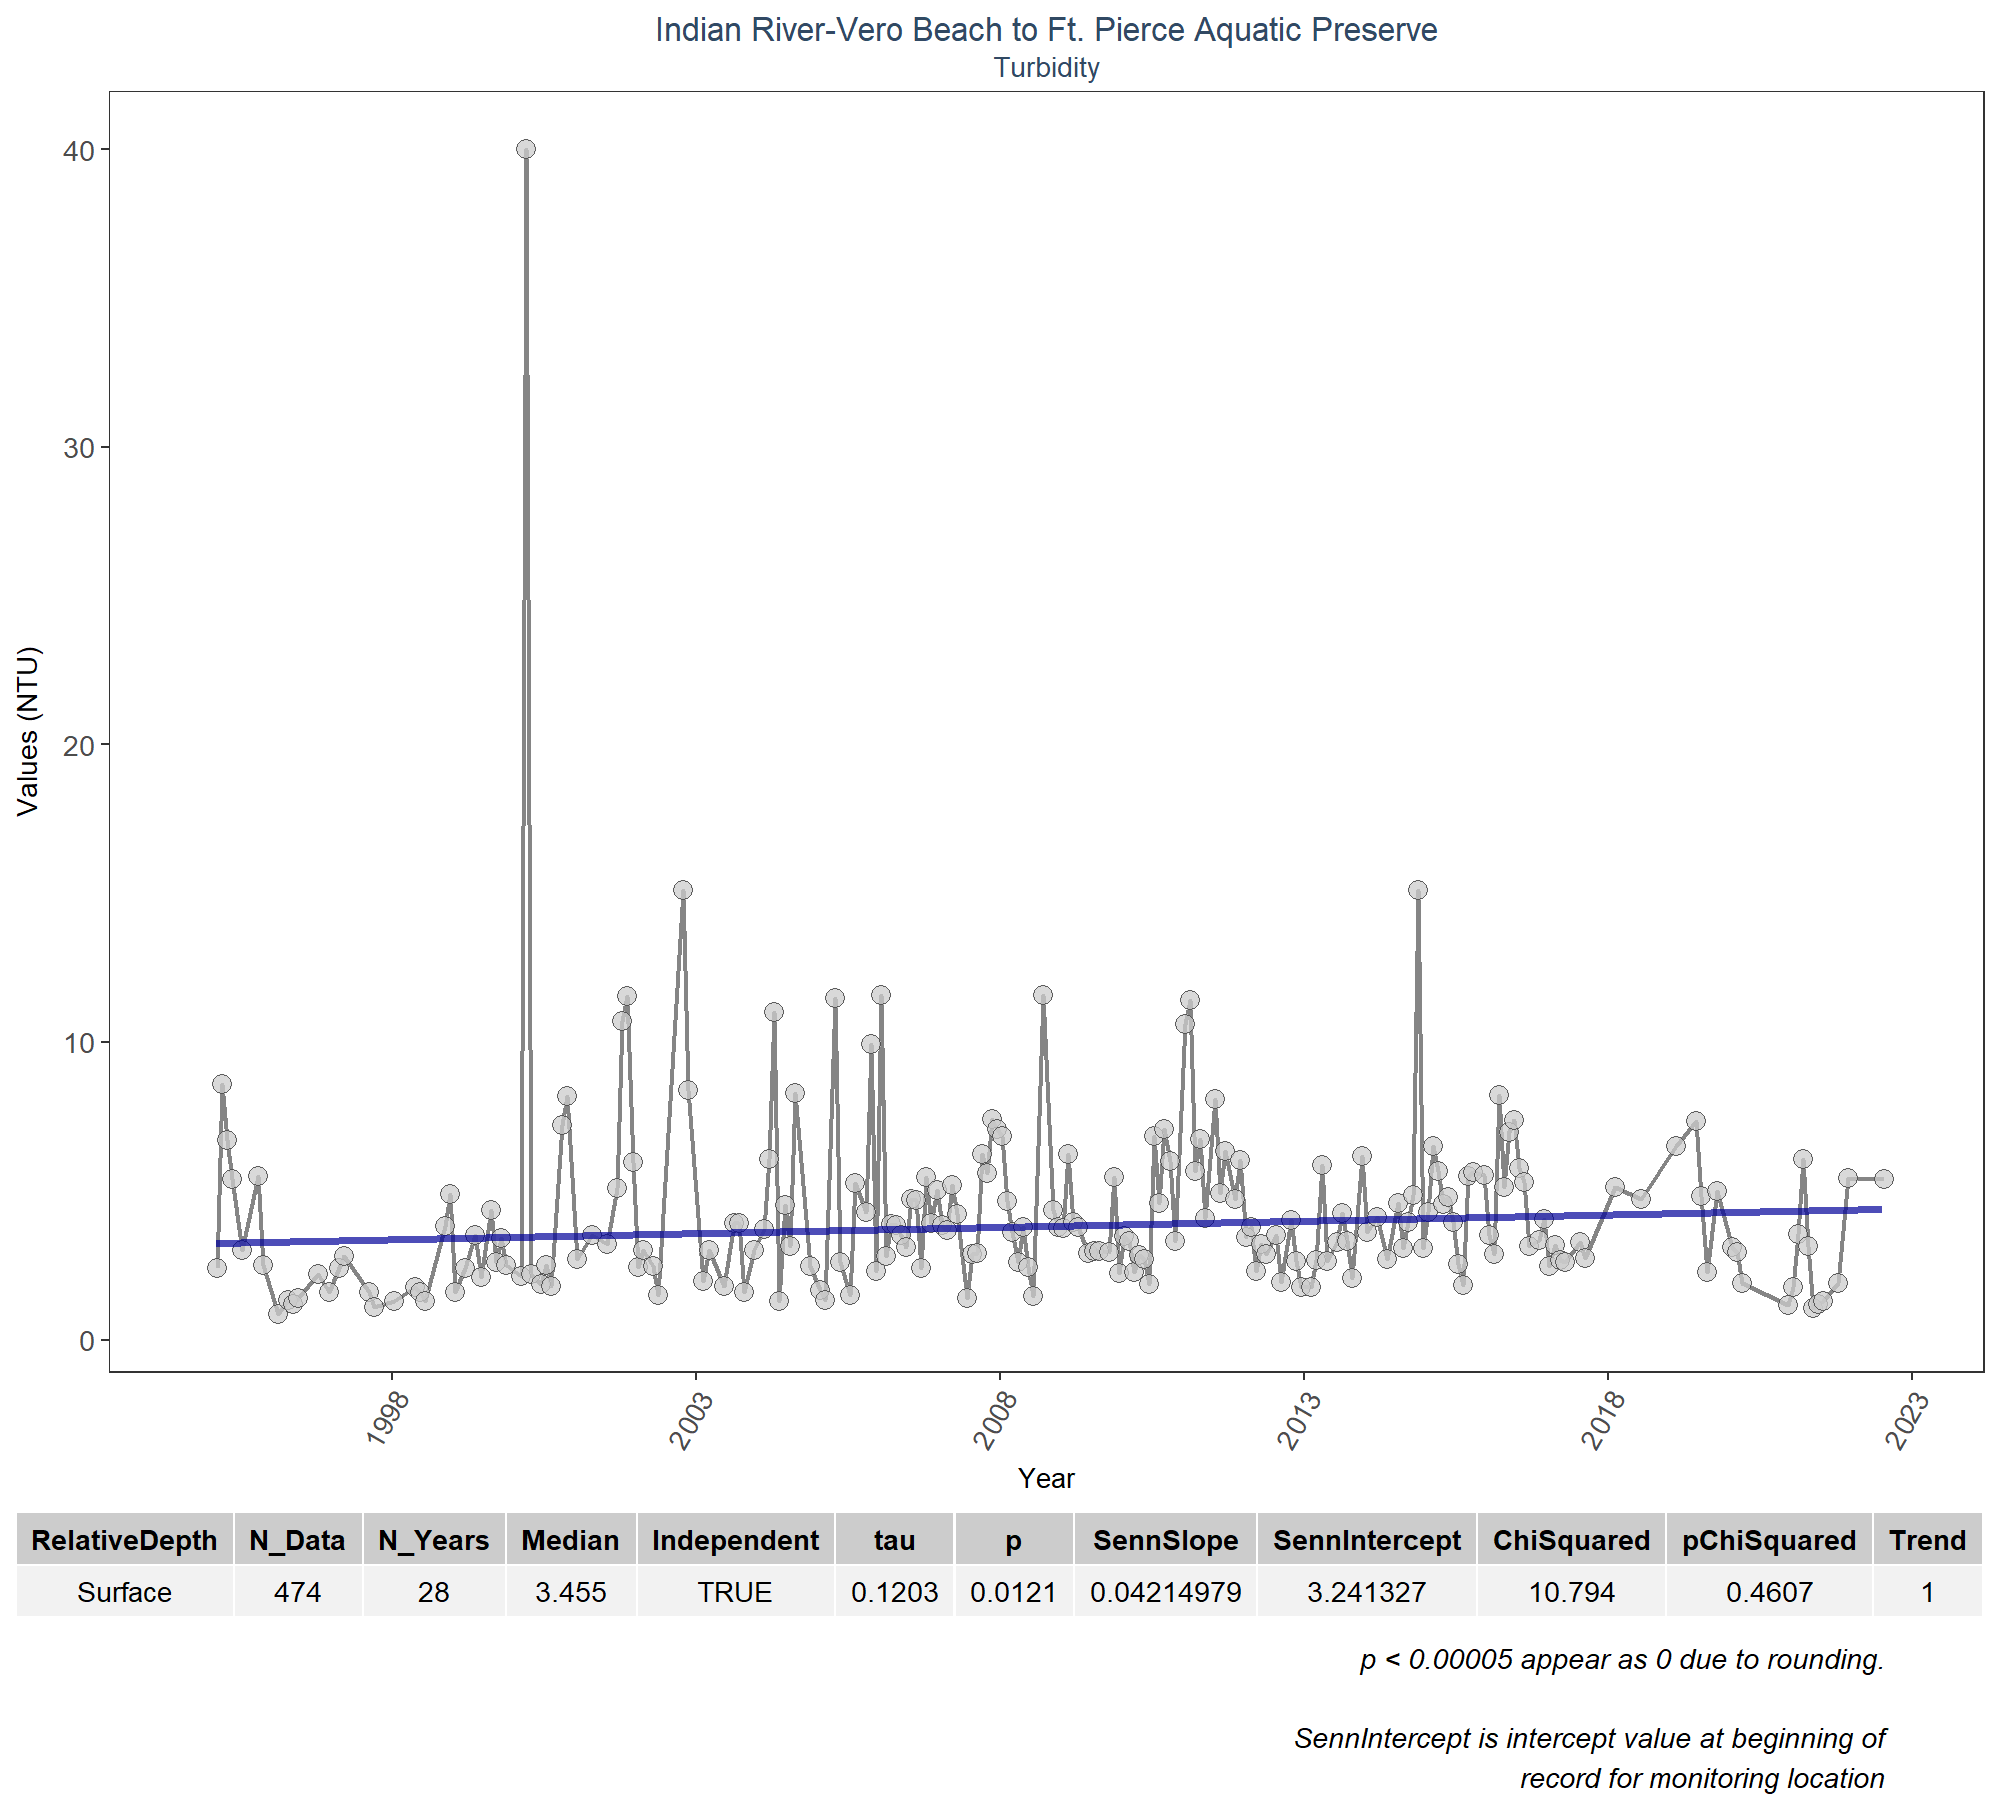 Indian River-Vero Beach to Ft. Pierce Aquatic Preserve
Turbidity
Values (NTU)
40
30
20
10
0
1998 2003 2008 2013 2018 2023
Year
RelativeDepth N_Data N_Years Median Independent tau p SennSlope SennIntercept ChiSquared pChiSquared Trend
Surface 474 28 3.455 TRUE 0.1203 0.0121 0.04214979 3.241327 10.794 0.4607 1
p < 0.00005 appear as 0 due to rounding.
SennIntercept is intercept value at beginning of
record for monitoring location